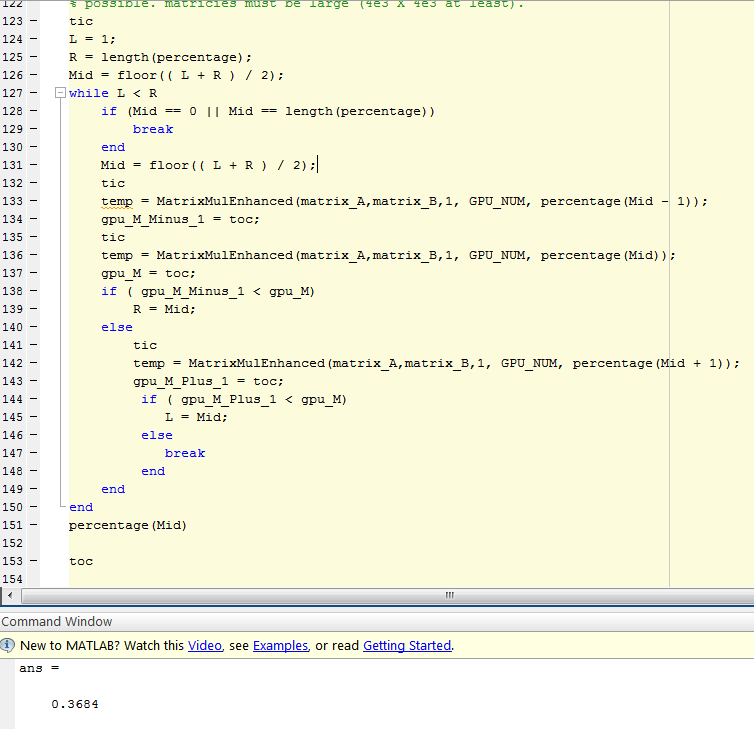 122 % possible. matricies must be large (4e3 X 4e3 at least).
123 — tic
124 — L = 1;
125 — R = length(percentage);
126 — Mid = floor(( L + R ) / 2);
127 — while L < R
128 — if (Mid == 0 || Mid == length(percentage))
129 — break
130 — end
131 — Mid = floor(( L + R ) / 2);
132 — tic
133 — temp = MatrixMulEnhanced(matrix_A,matrix_B,1, GPU_NUM, percentage(Mid - 1));
134 — gpu_M_Minus_1 = toc;
135 — tic
136 — temp = MatrixMulEnhanced(matrix_A,matrix_B,1, GPU_NUM, percentage(Mid));
137 — gpu_M = toc;
138 — if ( gpu_M_Minus_1 < gpu_M)
139 — R = Mid;
140 — else
141 — tic
142 — temp = MatrixMulEnhanced(matrix_A,matrix_B,1, GPU_NUM, percentage(Mid + 1));
143 — gpu_M_Plus_1 = toc;
144 — if ( gpu_M_Plus_1 < gpu_M)
145 — L = Mid;
146 — else
147 — break
148 — end
149 — end
150 — end
151 — percentage(Mid)
152
153 — toc
154
Command Window
New to MATLAB? Watch this Video, see Examples, or read Getting Started.
ans =
0.3684